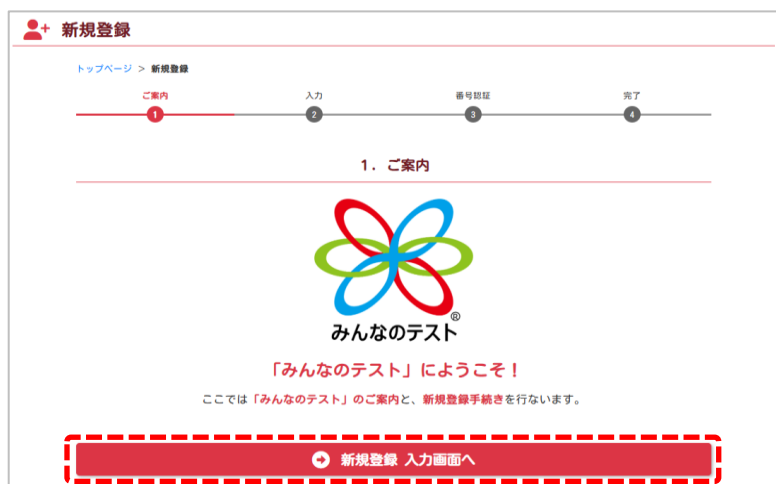 新規登録
トップページ > 新規登録
ご案内 入力 番号認証 完了
1 2 3 4
1. ご案内
みんなのテスト®
「みんなのテスト」にようこそ！
ここでは「みんなのテスト」のご案内と、新規登録手続きを行ないます。
新規登録 入力画面へ